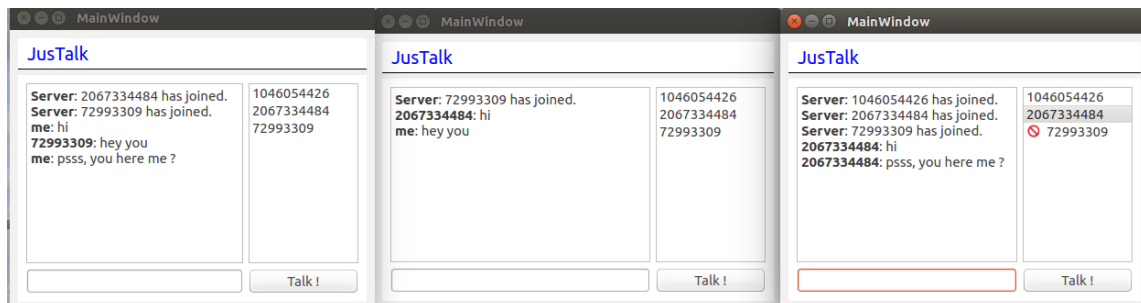 MainWindow
JusTalk
Server: 2067334484 has joined.
Server: 72993309 has joined.
me: hi
72993309: hey you
me: psss, you here me ?
1046054426
2067334484
72993309
Talk !
MainWindow
JusTalk
Server: 72993309 has joined.
2067334484: hi
me: hey you
1046054426
2067334484
72993309
Talk !
MainWindow
JusTalk
Server: 1046054426 has joined.
Server: 2067334484 has joined.
Server: 72993309 has joined.
2067334484: hi
2067334484: psss, you here me ?
1046054426
2067334484
72993309
Talk !